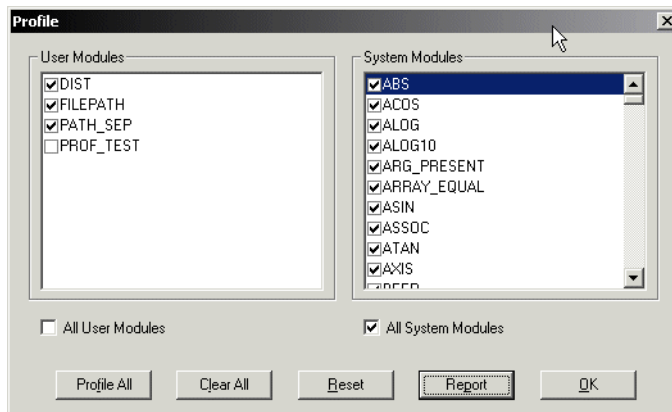 Profile
User Modules
DIST
FILEPATH
PATH_SEP
PROF_TEST
System Modules
ABS
ACOS
ALOG
ALOG10
ARG_PRESENT
ARRAY_EQUAL
ASIN
ASSOC
ATAN
AXIS
All User Modules
All System Modules
Profile All
Clear All
Reset
Report
OK